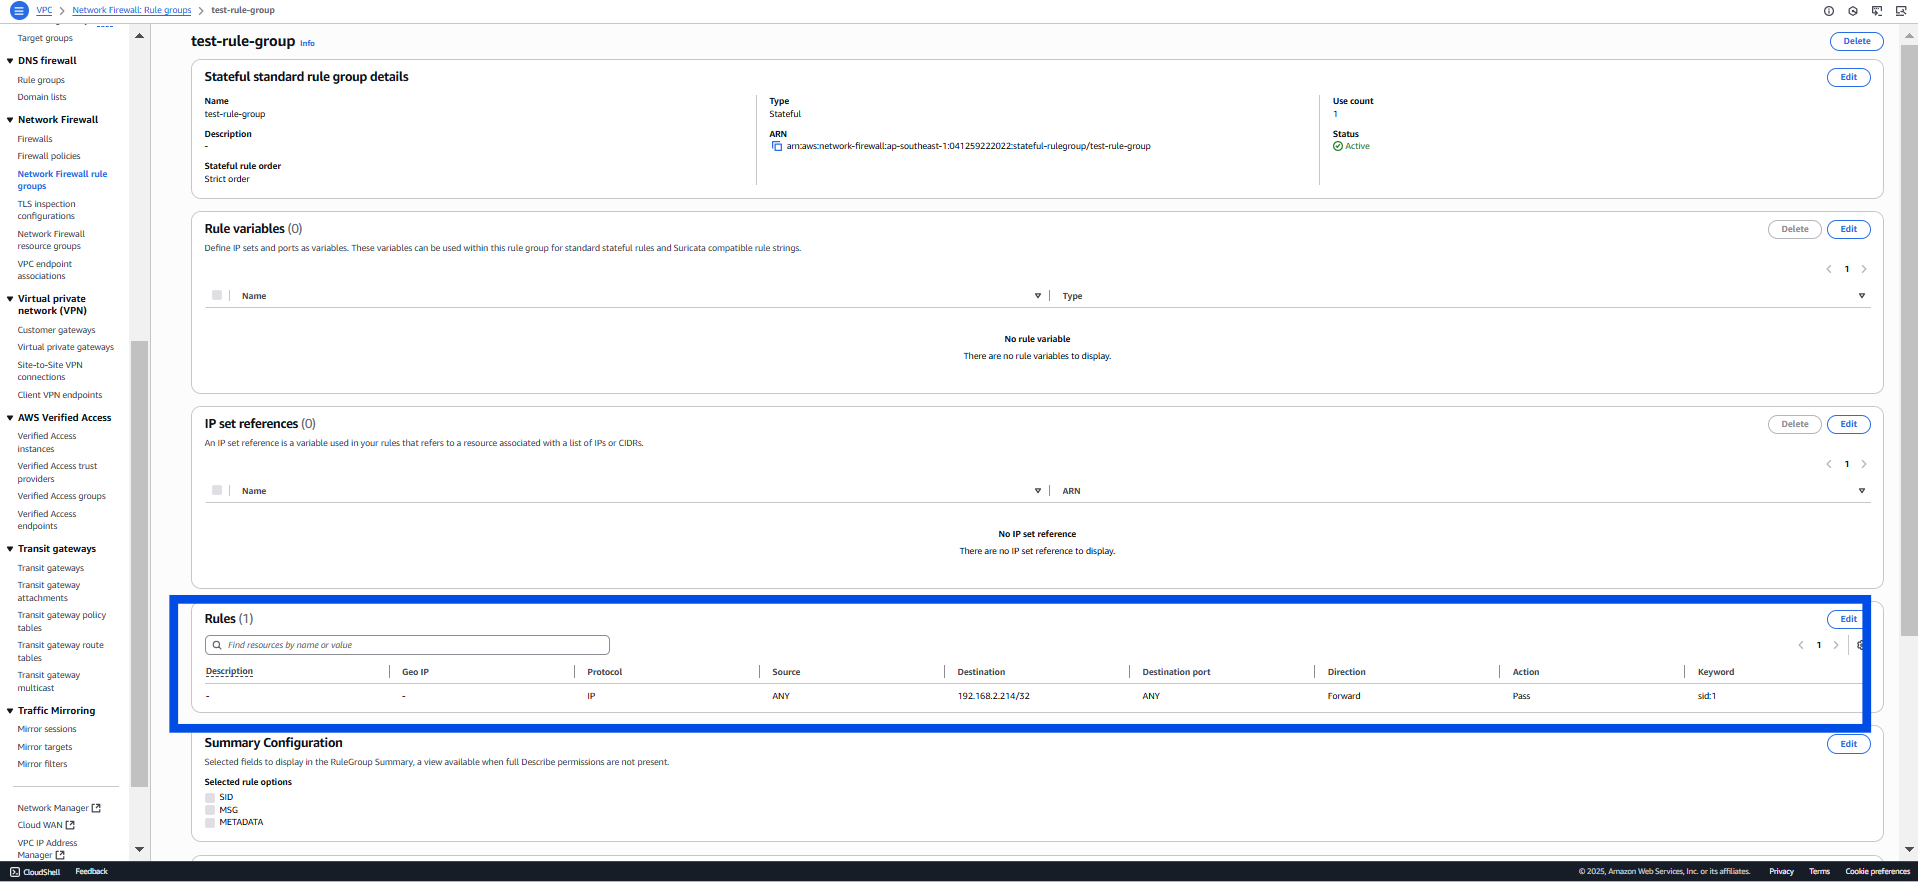 VPC > Network Firewall: Rule groups > test-rule-group
Target groups
DNS firewall
Rule groups
Domain lists
Network Firewall
Firewalls
Firewall policies
Network Firewall rule
groups
TLS inspection
configurations
Network Firewall
resource groups
VPC endpoint
associations
Virtual private
network (VPN)
Customer gateways
Virtual private gateways
Site-to-Site VPN
connections
Client VPN endpoints
AWS Verified Access
Verified Access
instances
Verified Access trust
providers
Verified Access groups
Verified Access
endpoints
Transit gateways
Transit gateways
Transit gateway
attachments
Transit gateway policy
tables
Transit gateway route
tables
Transit gateway
multicast
Traffic Mirroring
Mirror sessions
Mirror targets
Mirror filters
Network Manager
Cloud WAN
VPC IP Address
Manager
test-rule-group Info
Delete
Stateful standard rule group details
Edit
Name
test-rule-group
Description
-
Stateful rule order
Strict order
Type
Stateful
ARN
arn:aws:network-firewall:ap-southeast-1:041259222022:stateful-rulegroup/test-rule-group
Use count
1
Status
Active
Rule variables (0)
Delete Edit
Define IP sets and ports as variables. These variables can be used within this rule group for standard stateful rules and Suricata compatible rule strings.
< 1 >
Name Type
No rule variable
There are no rule variables to display.
IP set references (0)
Delete Edit
An IP set reference is a variable used in your rules that refers to a resource associated with a list of IPs or CIDRs.
< 1 >
Name ARN
No IP set reference
There are no IP set reference to display.
Rules (1)
Edit
Find resources by name or value
< 1 >
Description Geo IP Protocol Source Destination Destination port Direction Action Keyword
- - IP ANY 192.168.2.214/32 ANY Forward Pass sid:1
Summary Configuration
Edit
Selected fields to display in the RuleGroup Summary, a view available when full Describe permissions are not present.
Selected rule options
SID
MSG
METADATA
CloudShell Feedback
© 2025, Amazon Web Services, Inc. or its affiliates. Privacy Terms Cookie preferences